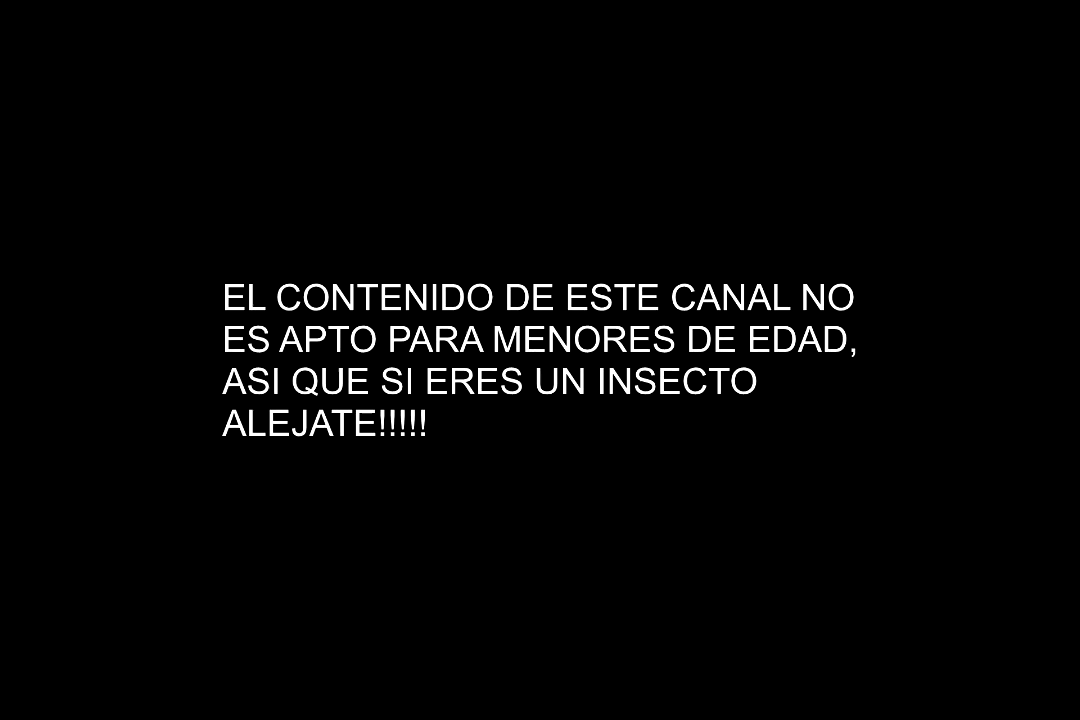 EL CONTENIDO DE ESTE CANAL NO
ES APTO PARA MENORES DE EDAD,
ASI QUE SI ERES UN INSECTO
ALEJATE!!!!!